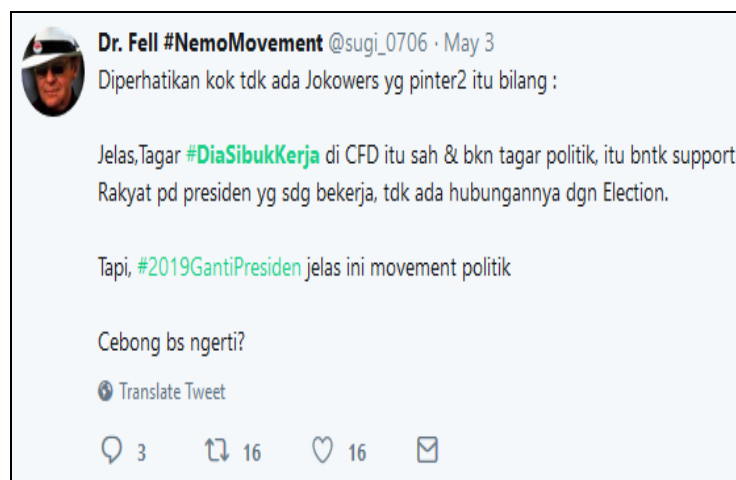 Dr. Fell #NemoMovement @sugi_0706 · May 3
Diperhatikan kok tdk ada Jokowers yg pinter2 itu bilang :
Jelas,Tagar #DiaSibukKerja di CFD itu sah & bkn tagar politik, itu bntk support
Rakyat pd presiden yg sdg bekerja, tdk ada hubungannya dgn Election.
Tapi, #2019GantiPresiden jelas ini movement politik
Cebong bs ngerti?
Translate Tweet
3 16 16